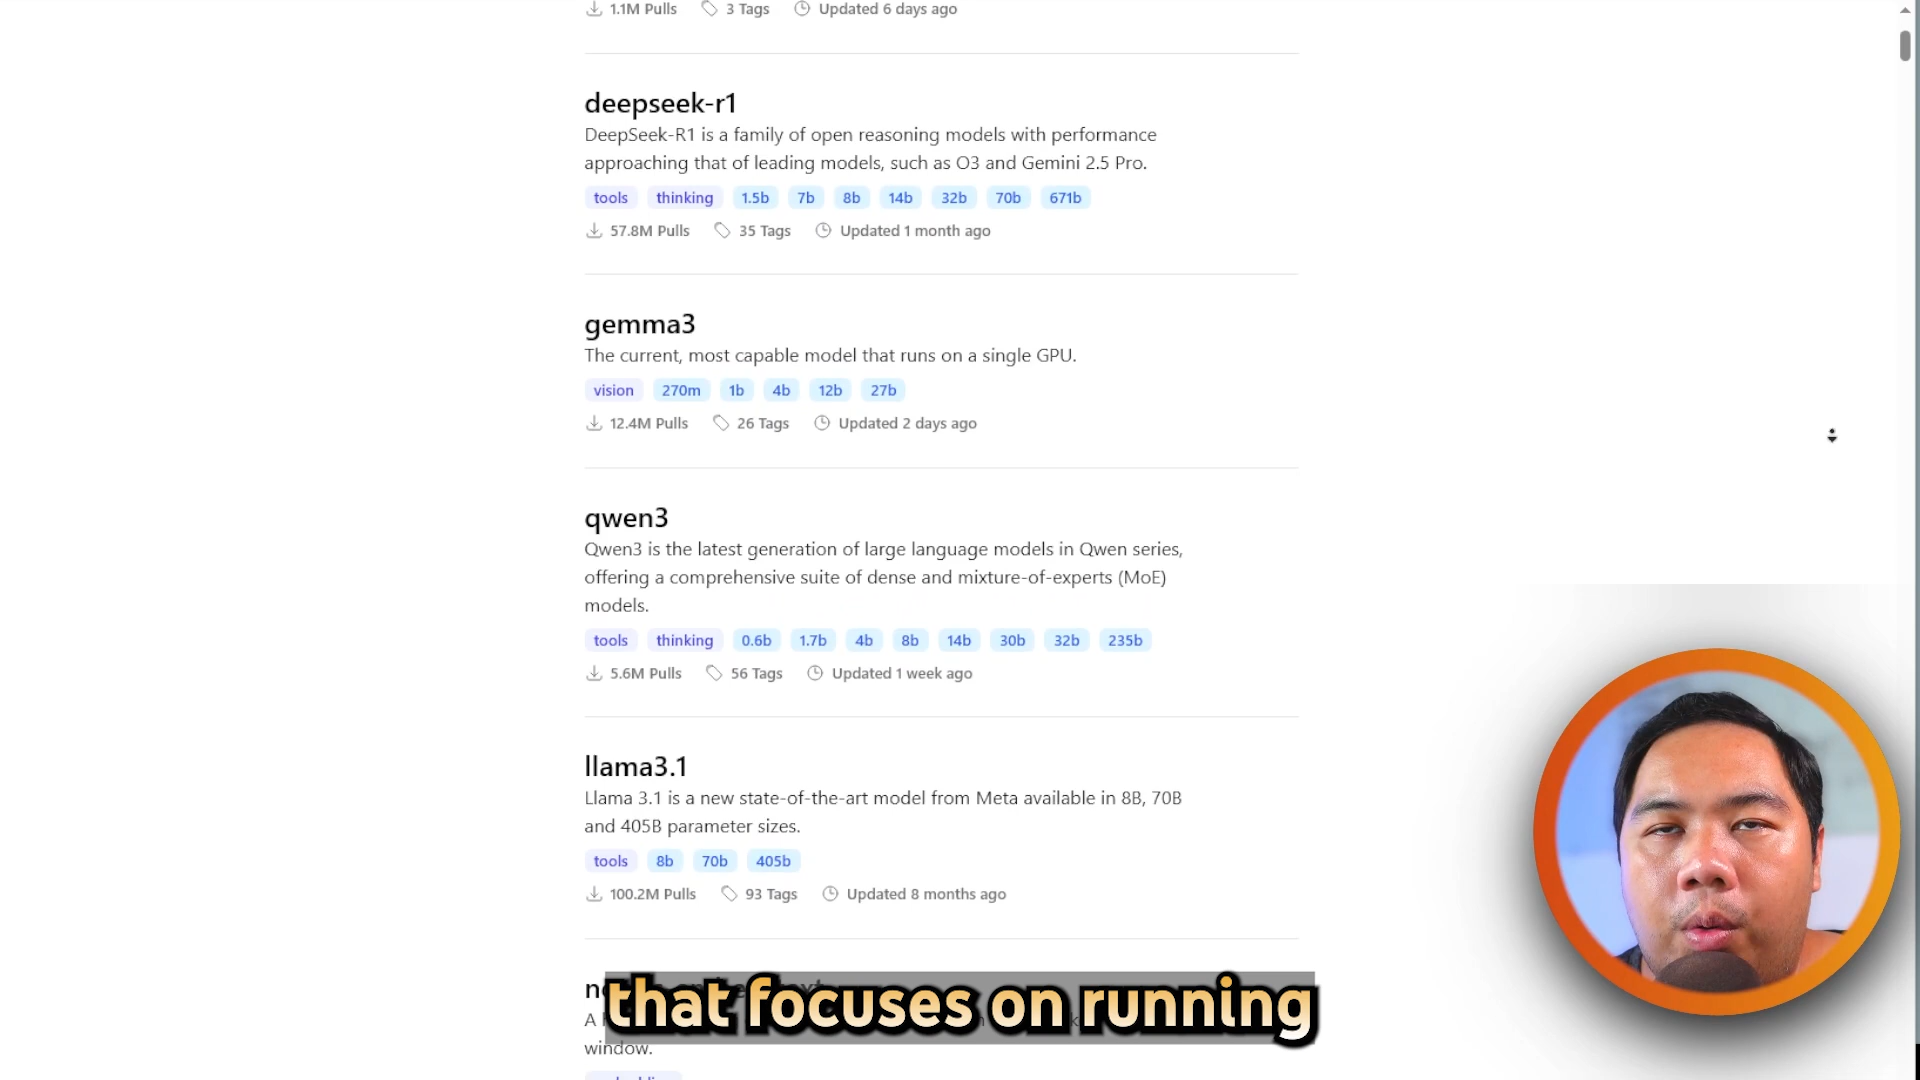 1.1M Pulls 3 Tags Updated 6 days ago
deepseek-r1
DeepSeek-R1 is a family of open reasoning models with performance
approaching that of leading models, such as O3 and Gemini 2.5 Pro.
tools thinking 1.5b 7b 8b 14b 32b 70b 671b
57.8M Pulls 35 Tags Updated 1 month ago
gemma3
The current, most capable model that runs on a single GPU.
vision 270m 1b 4b 12b 27b
12.4M Pulls 26 Tags Updated 2 days ago
qwen3
Qwen3 is the latest generation of large language models in Qwen series,
offering a comprehensive suite of dense and mixture-of-experts (MoE)
models.
tools thinking 0.6b 1.7b 4b 8b 14b 30b 32b 235b
5.6M Pulls 56 Tags Updated 1 week ago
llama3.1
Llama 3.1 is a new state-of-the-art model from Meta available in 8B, 70B
and 405B parameter sizes.
tools 8b 70b 405b
100.2M Pulls 93 Tags Updated 8 months ago
that focuses on running
A
window.